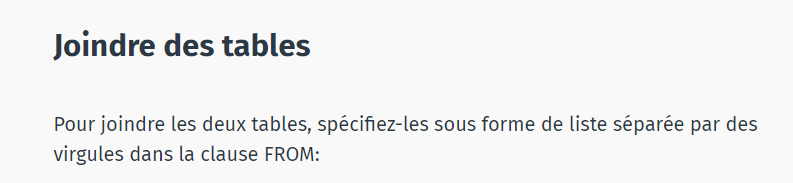 Joindre des tables
Pour joindre les deux tables, spécifiez-les sous forme de liste séparée par des
virgules dans la clause FROM: